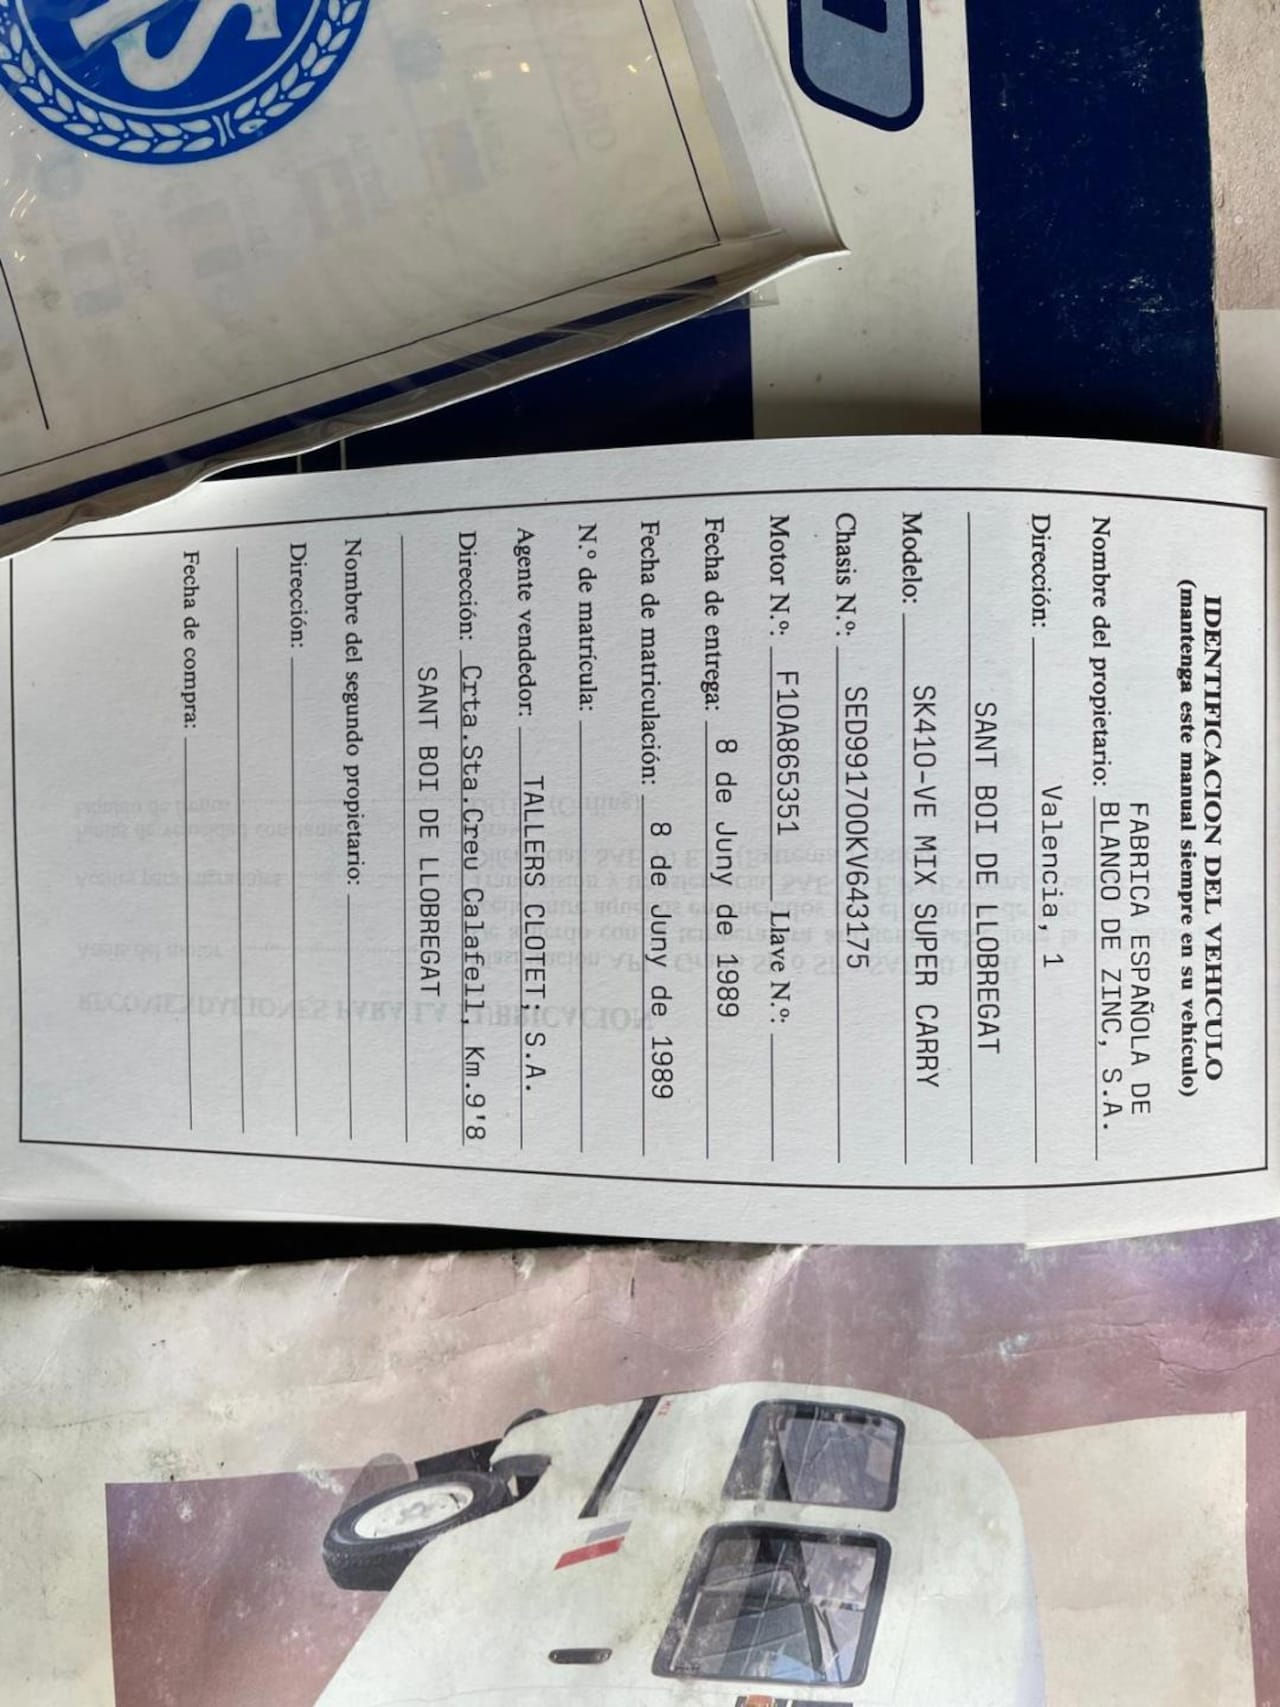 IDENTIFICACION DEL VEHICULO
(mantenga este manual siempre en su vehículo)
FABRICA ESPAÑOLA DE
Nombre del propietario: BLANCO DE ZINC, S.A.
Dirección: Valencia, 1
SANT BOI DE LLOBREGAT
Modelo: SK410-VE MIX SUPER CARRY
Chasis N.º: SED991700KV643175
Motor N.º: F10A865351 Llave N.º:
Fecha de entrega: 8 de Juny de 1989
Fecha de matriculación: 8 de Juny de 1989
N.º de matrícula:
Agente vendedor: TALLERS CLOTET; S.A.
Dirección: Crta.Sta.Creu Calafell, Km.9'8
SANT BOI DE LLOBREGAT
Nombre del segundo propietario:
Dirección:
Fecha de compra: